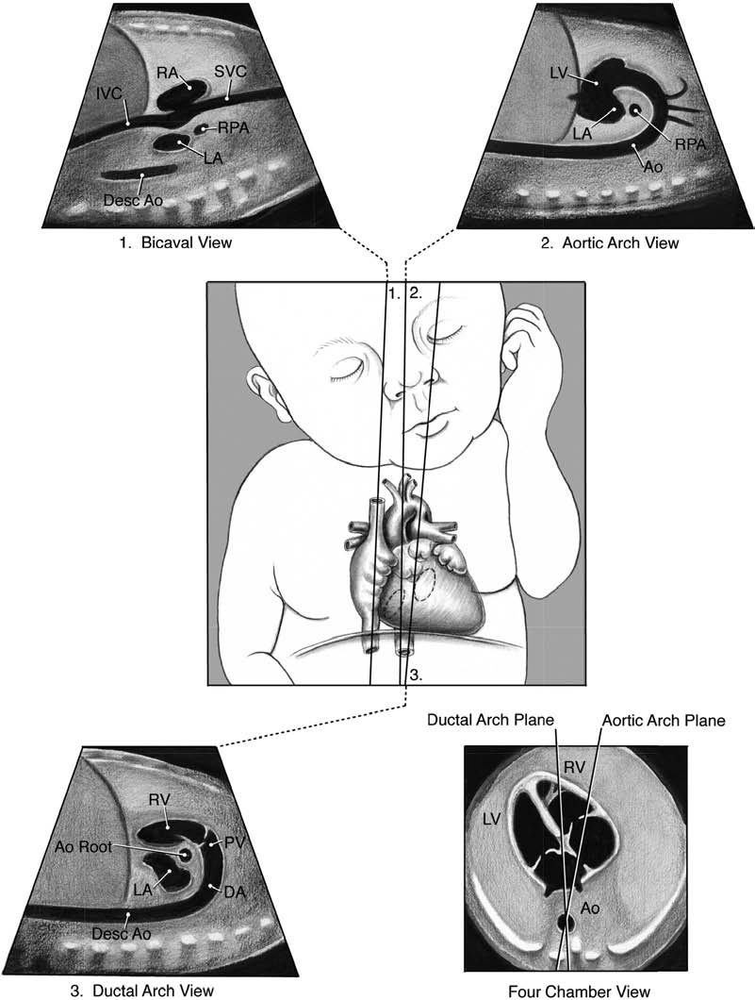 RA
SVC
IVC
RPA
LA
Desc Ao
1. Bicaval View
LV
LA
RPA
Ao
2. Aortic Arch View
1.
2.
3.
Ductal Arch Plane
Aortic Arch Plane
RV
Ao Root
PV
LA
DA
Desc Ao
3. Ductal Arch View
RV
LV
Ao
Four Chamber View